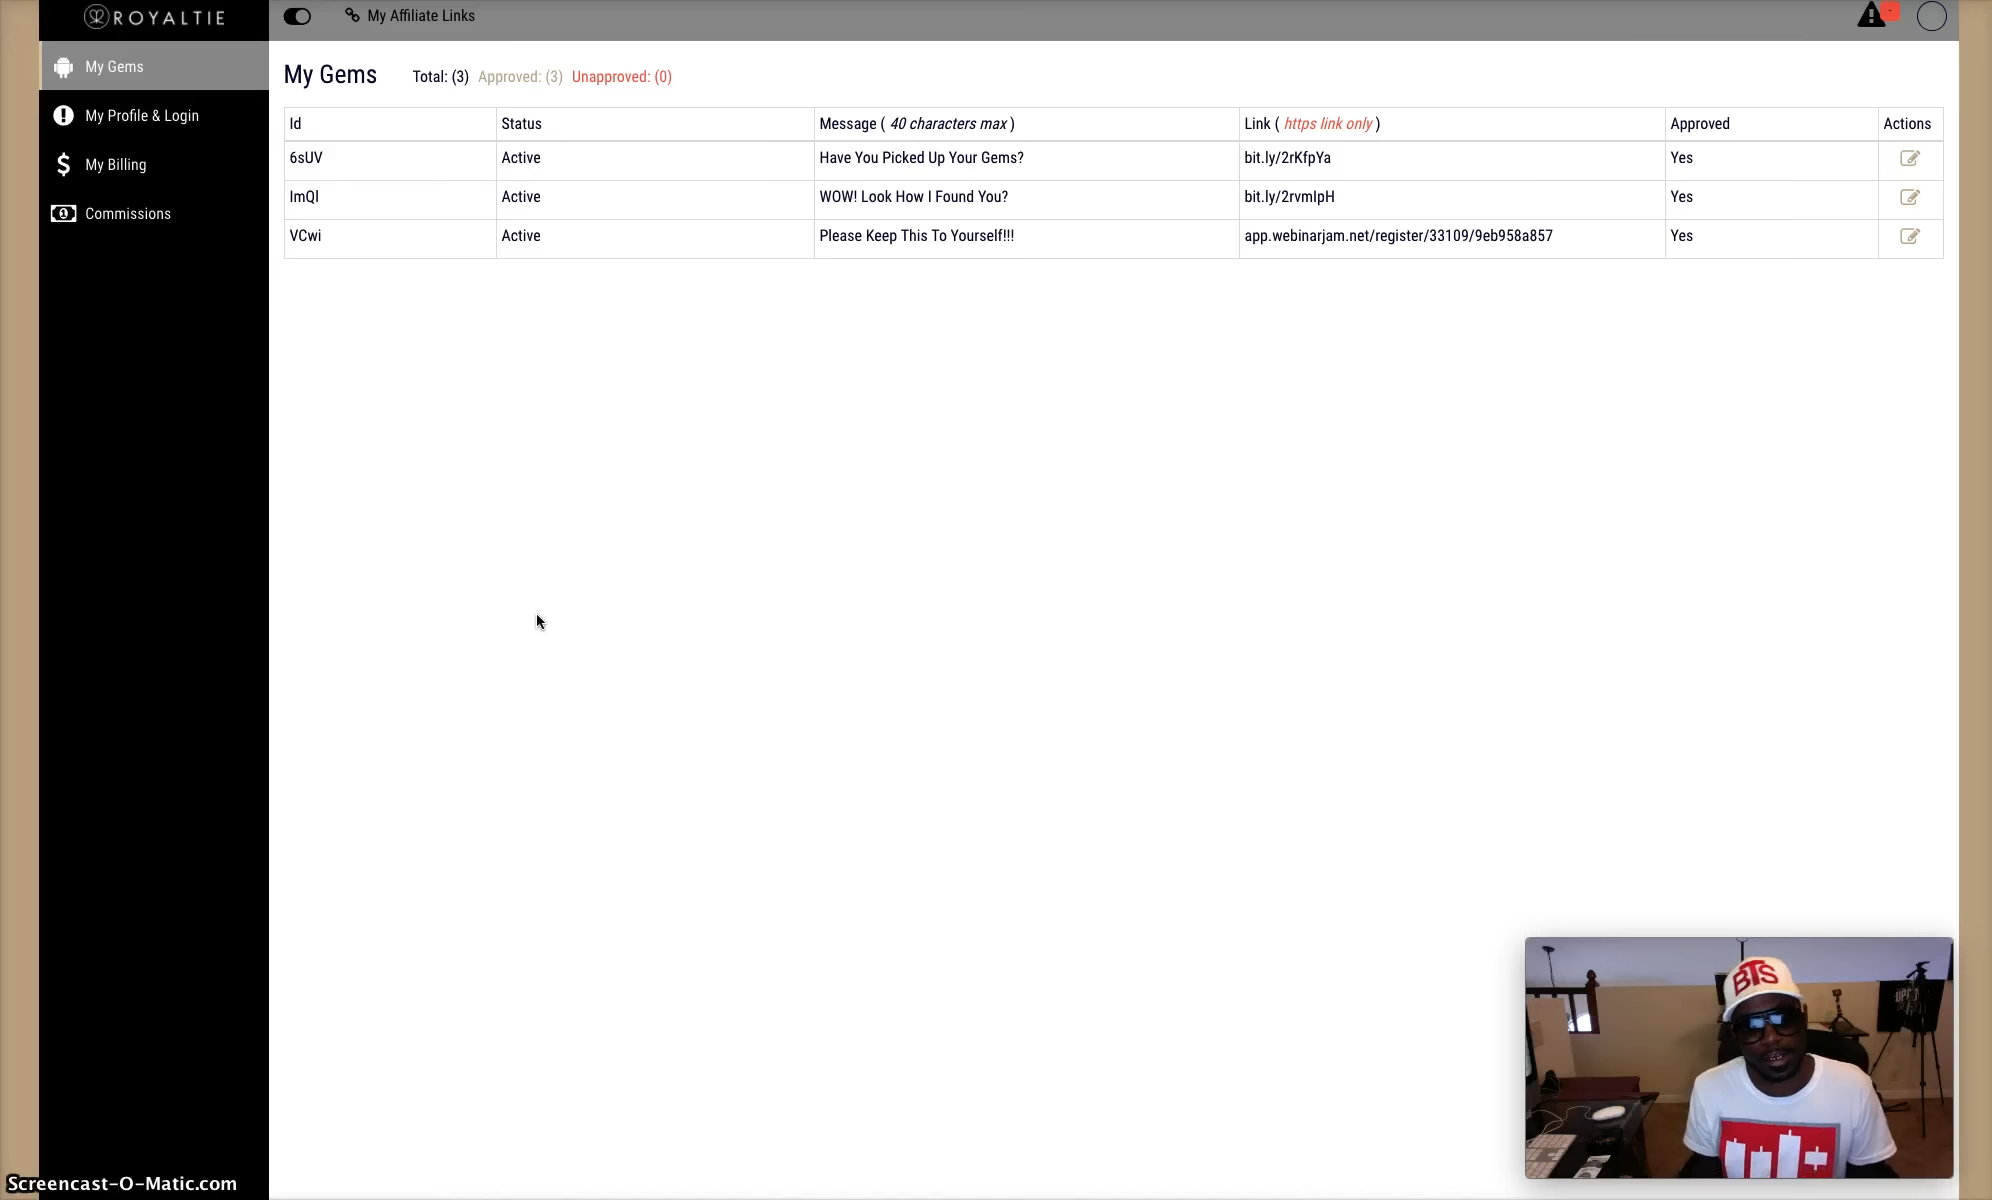 ROYALTIE
My Affiliate Links
-
My Gems
My Profile & Login
My Billing
Commissions
My Gems Total: (3) Approved: (3) Unapproved: (0)
Id Status Message ( 40 characters max ) Link ( https link only ) Approved Actions
6sUV Active Have You Picked Up Your Gems? bit.ly/2rKfpYa Yes
ImQl Active WOW! Look How I Found You? bit.ly/2rvmIpH Yes
VCwi Active Please Keep This To Yourself!!! app.webinarjam.net/register/33109/9eb958a857 Yes
BTS
Screencast-O-Matic.com